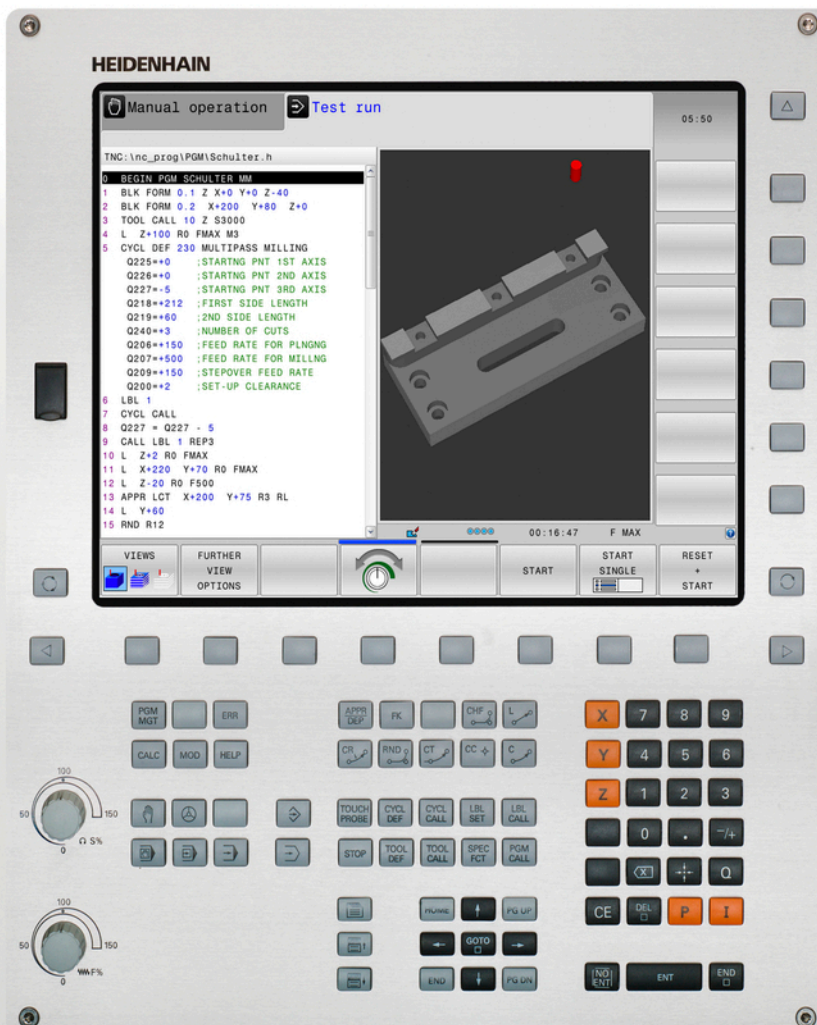 HEIDENHAIN
Manual operation
Test run
05:50
TNC:\nc_prog\PGM\Schulter.h
0 BEGIN PGM SCHULTER MM
1 BLK FORM 0.1 Z X+0 Y+0 Z-40
2 BLK FORM 0.2 X+200 Y+80 Z+0
3 TOOL CALL 10 Z S3000
4 L Z+100 R0 FMAX M3
5 CYCL DEF 230 MULTIPASS MILLING
Q225=+0 ;STARTNG PNT 1ST AXIS
Q226=+0 ;STARTNG PNT 2ND AXIS
Q227=-5 ;STARTNG PNT 3RD AXIS
Q218=+212 ;FIRST SIDE LENGTH
Q219=+60 ;2ND SIDE LENGTH
Q240=+3 ;NUMBER OF CUTS
Q206=+150 ;FEED RATE FOR PLNGNG
Q207=+500 ;FEED RATE FOR MILLNG
Q209=+150 ;STEPOVER FEED RATE
Q200=+2 ;SET-UP CLEARANCE
6 LBL 1
7 CYCL CALL
8 Q227 = Q227 - 5
9 CALL LBL 1 REP3
10 L Z+2 R0 FMAX
11 L X+220 Y+70 R0 FMAX
12 L Z-20 R0 F500
13 APPR LCT X+200 Y+75 R3 RL
14 L Y+60
15 RND R12
00:16:47 F MAX
VIEWS
FURTHER
VIEW
OPTIONS
START
START
SINGLE
RESET
+
START
PGM
MGT
ERR
APPR
DEP
FK
CHF
L
X
7 8 9
CALC
MOD
HELP
CR
RND
CT
CC
C
Y
4 5 6
Z
1 2 3
TOUCH
PROBE
CYCL
DEF
CYCL
CALL
LBL
SET
LBL
CALL
0 . -/+
STOP
TOOL
DEF
TOOL
CALL
SPEC
FCT
PGM
CALL
X
Q
100
50
150
0
S%
HOME
PG UP
CE
DEL
P
I
GOTO
END
PG DN
NO
ENT
ENT
END
100
50
150
0
F%